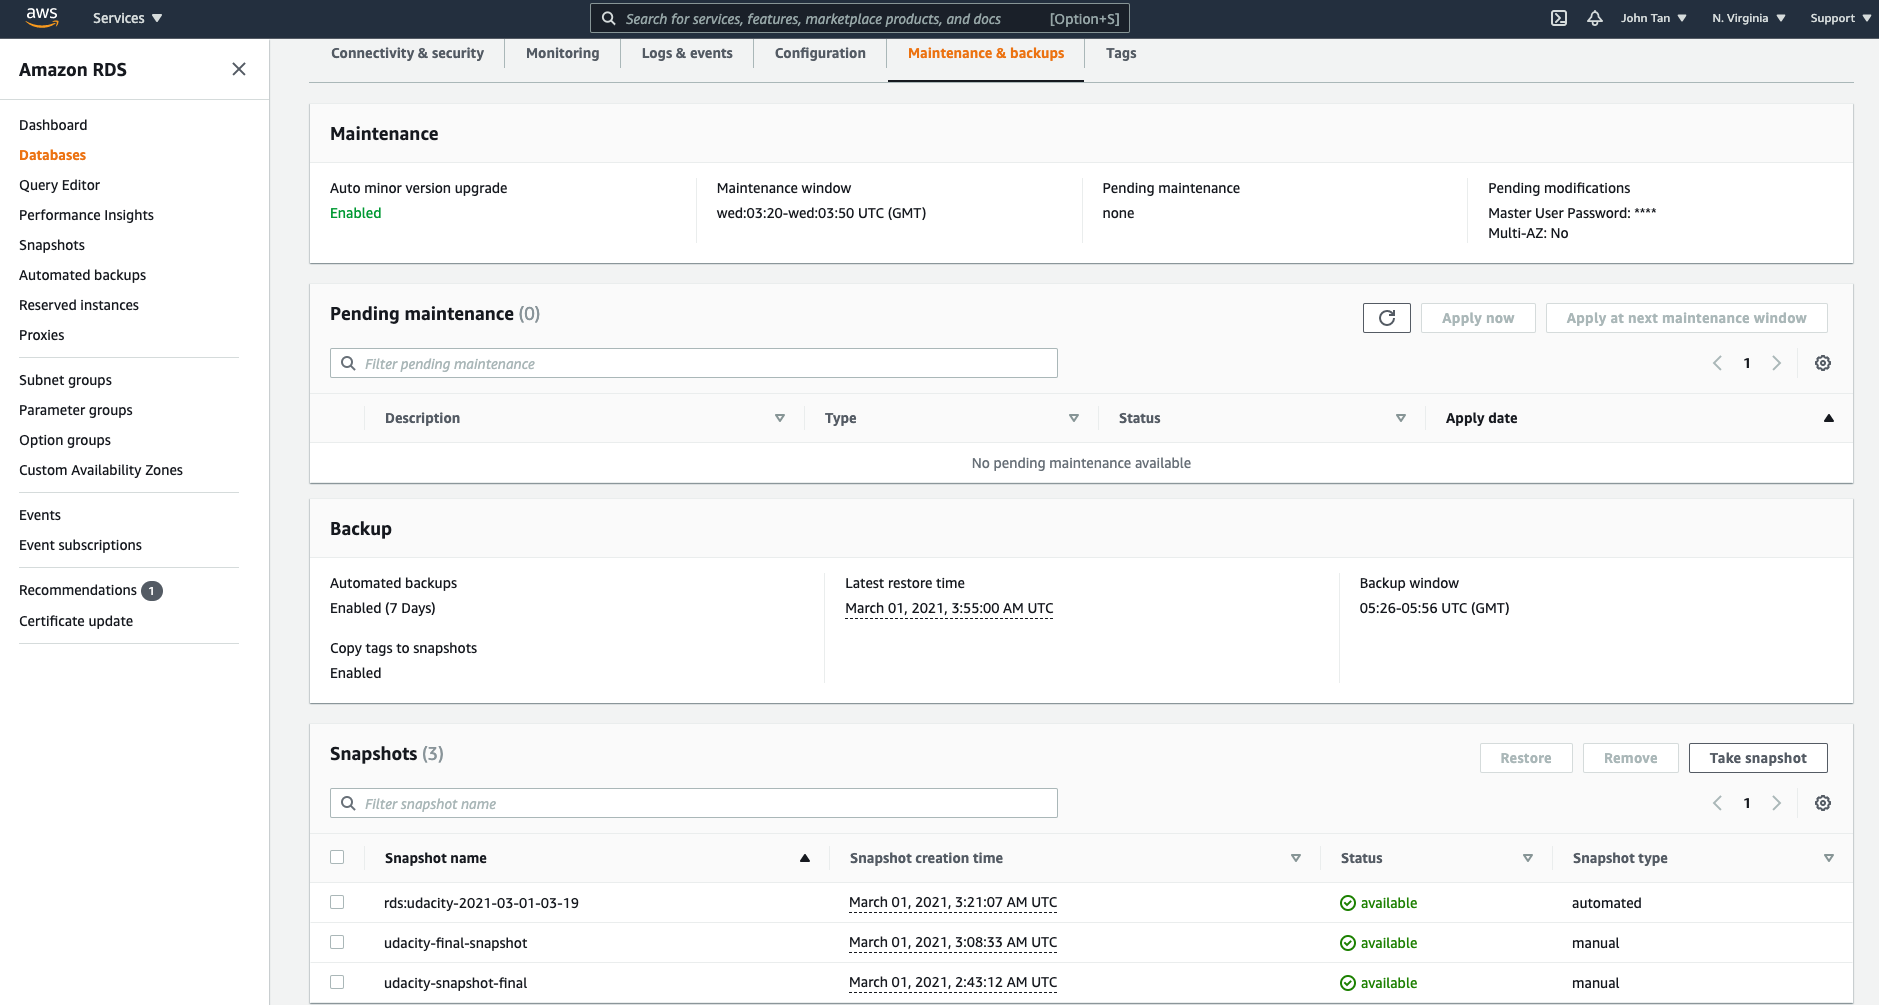 aws
Services
Search for services, features, marketplace products, and docs
[Option+S]
John Tan
N. Virginia
Support
Amazon RDS
Dashboard
Databases
Query Editor
Performance Insights
Snapshots
Automated backups
Reserved instances
Proxies
Subnet groups
Parameter groups
Option groups
Custom Availability Zones
Events
Event subscriptions
Recommendations 1
Certificate update
Connectivity & security
Monitoring
Logs & events
Configuration
Maintenance & backups
Tags
Maintenance
Auto minor version upgrade
Enabled
Maintenance window
wed:03:20-wed:03:50 UTC (GMT)
Pending maintenance
none
Pending modifications
Master User Password: ****
Multi-AZ: No
Pending maintenance (0)
Apply now
Apply at next maintenance window
Filter pending maintenance
1
Description
Type
Status
Apply date
No pending maintenance available
Backup
Automated backups
Enabled (7 Days)
Copy tags to snapshots
Enabled
Latest restore time
March 01, 2021, 3:55:00 AM UTC
Backup window
05:26-05:56 UTC (GMT)
Snapshots (3)
Restore
Remove
Take snapshot
Filter snapshot name
1
Snapshot name
Snapshot creation time
Status
Snapshot type
rds:udacity-2021-03-01-03-19
March 01, 2021, 3:21:07 AM UTC
available
automated
udacity-final-snapshot
March 01, 2021, 3:08:33 AM UTC
available
manual
udacity-snapshot-final
March 01, 2021, 2:43:12 AM UTC
available
manual